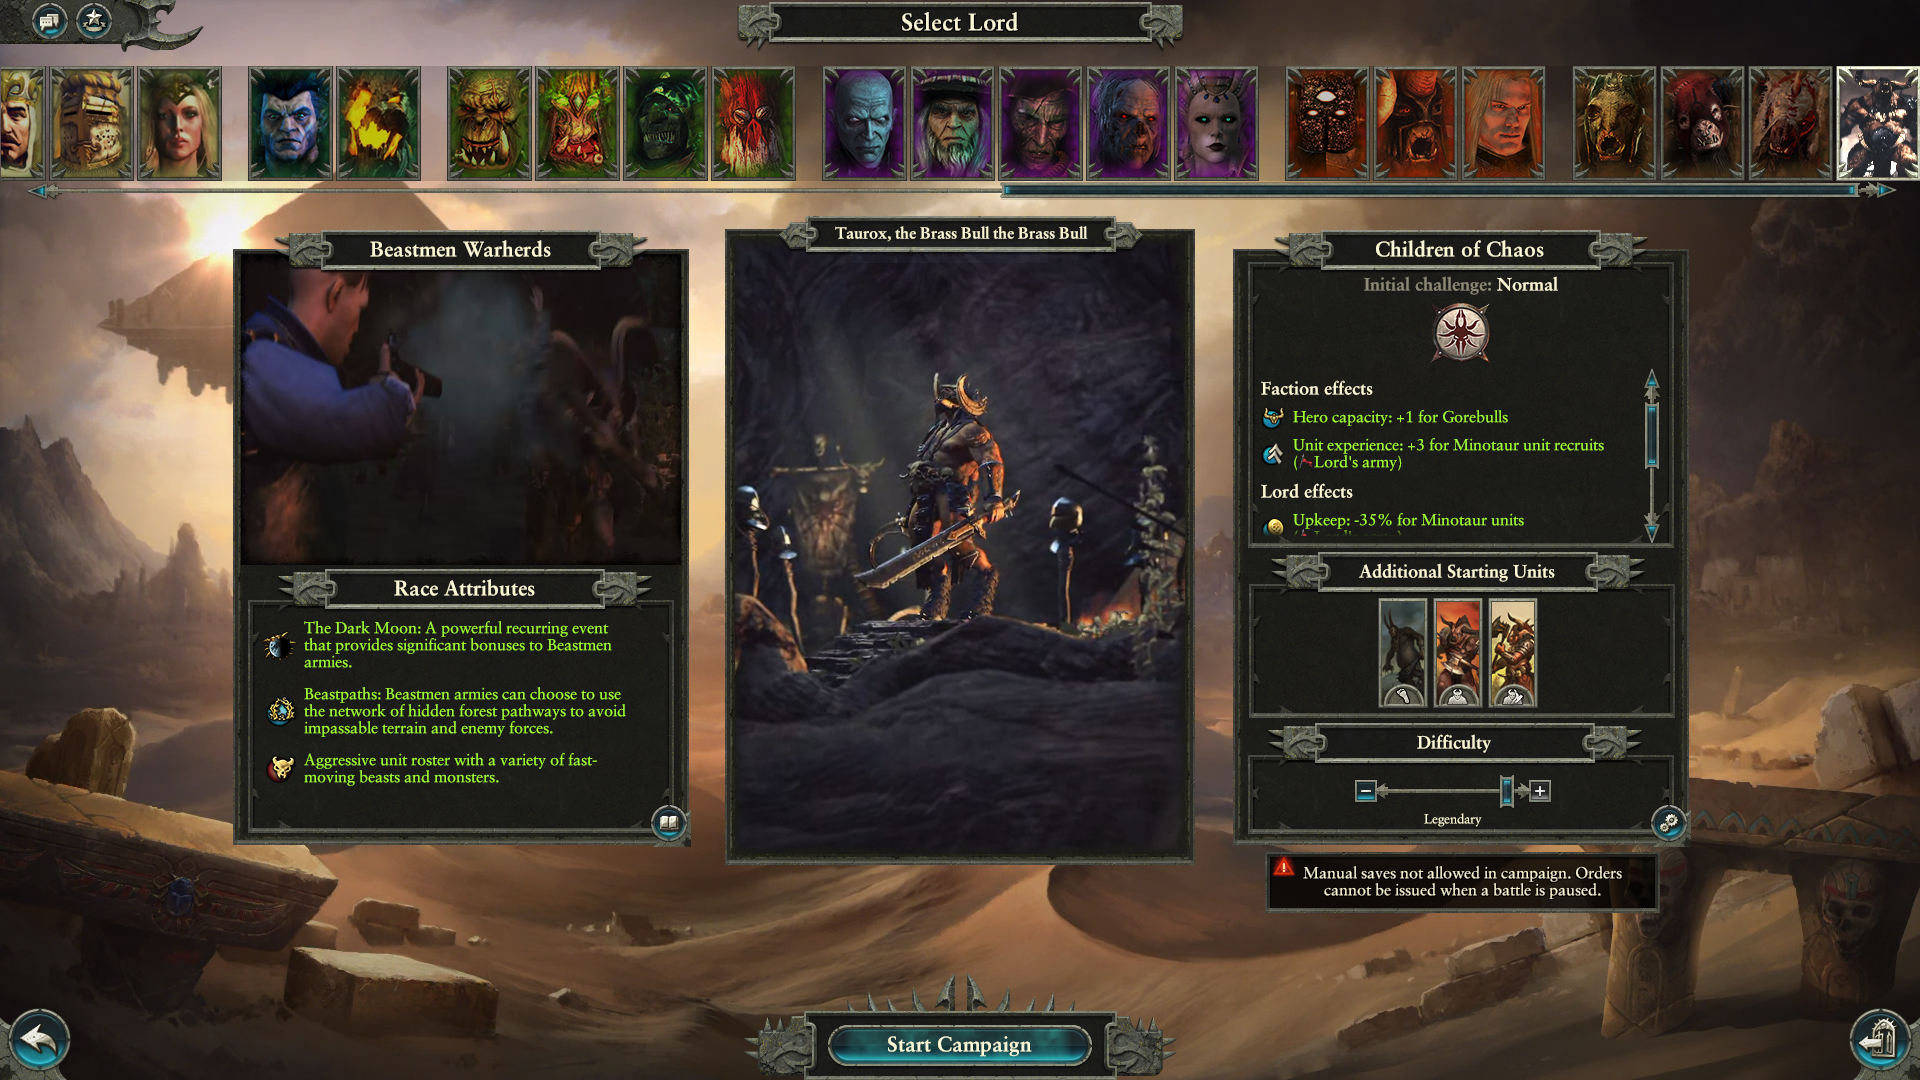 Select Lord
Beastmen Warherds
Race Attributes
The Dark Moon: A powerful recurring event
that provides significant bonuses to Beastmen
armies.
Beastpaths: Beastmen armies can choose to use
the network of hidden forest pathways to avoid
impassable terrain and enemy forces.
Aggressive unit roster with a variety of fast-
moving beasts and monsters.
Taurox, the Brass Bull the Brass Bull
Children of Chaos
Initial challenge: Normal
Faction effects
Hero capacity: +1 for Gorebulls
Unit experience: +3 for Minotaur unit recruits
(Lord's army)
Lord effects
Upkeep: -35% for Minotaur units
Additional Starting Units
Difficulty
Legendary
Manual saves not allowed in campaign. Orders
cannot be issued when a battle is paused.
Start Campaign